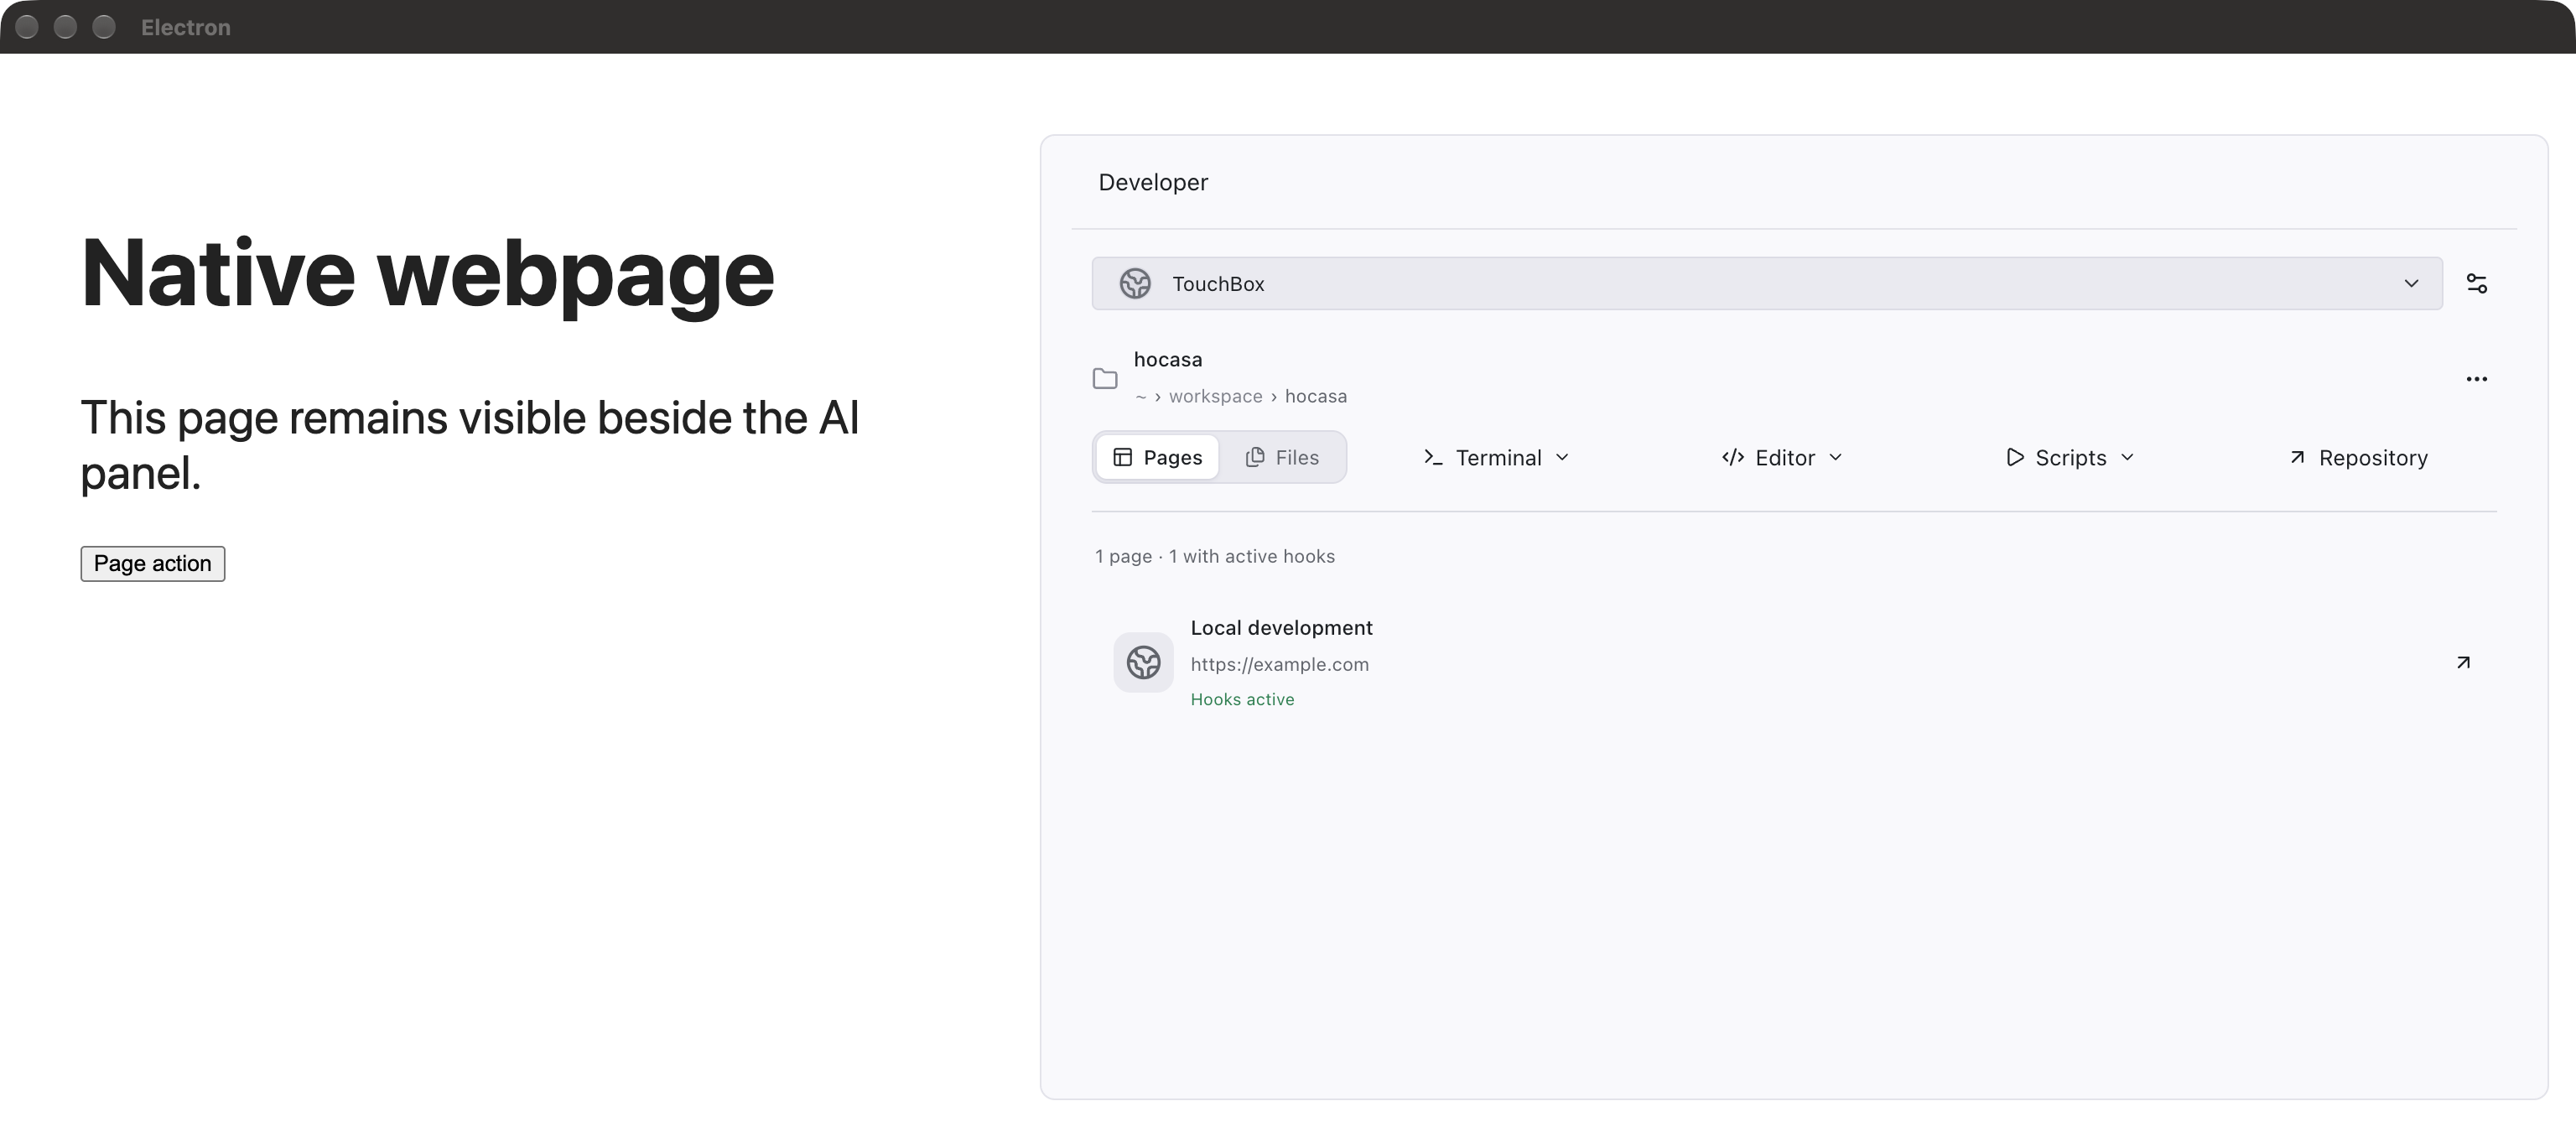 Electron
Native webpage
This page remains visible beside the AI
panel.
Page action
Developer
TouchBox
hocasa
~ › workspace › hocasa
Pages Files Terminal Editor Scripts Repository
1 page · 1 with active hooks
Local development
https://example.com
Hooks active